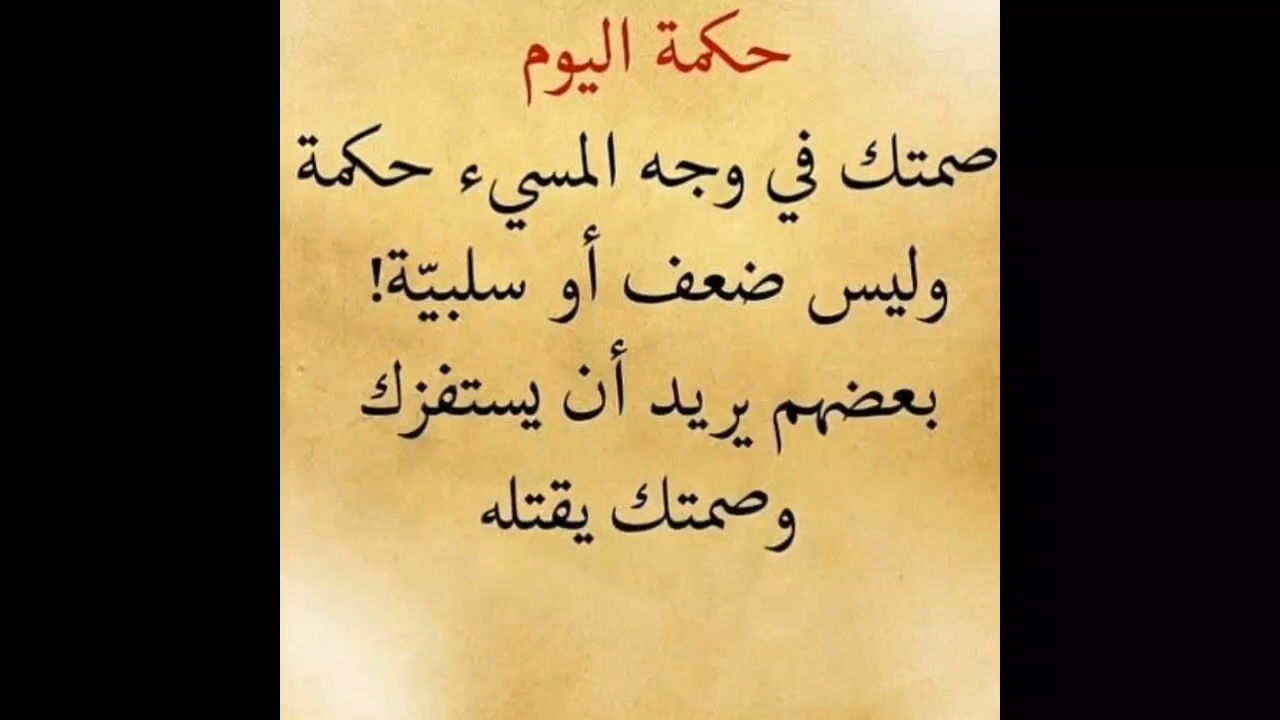 حكمة اليوم
صمتك في وجه المسيء حكمة
وليس ضعف أو سلبيّة!
بعضهم يريد أن يستفزك
وصمتك يقتله